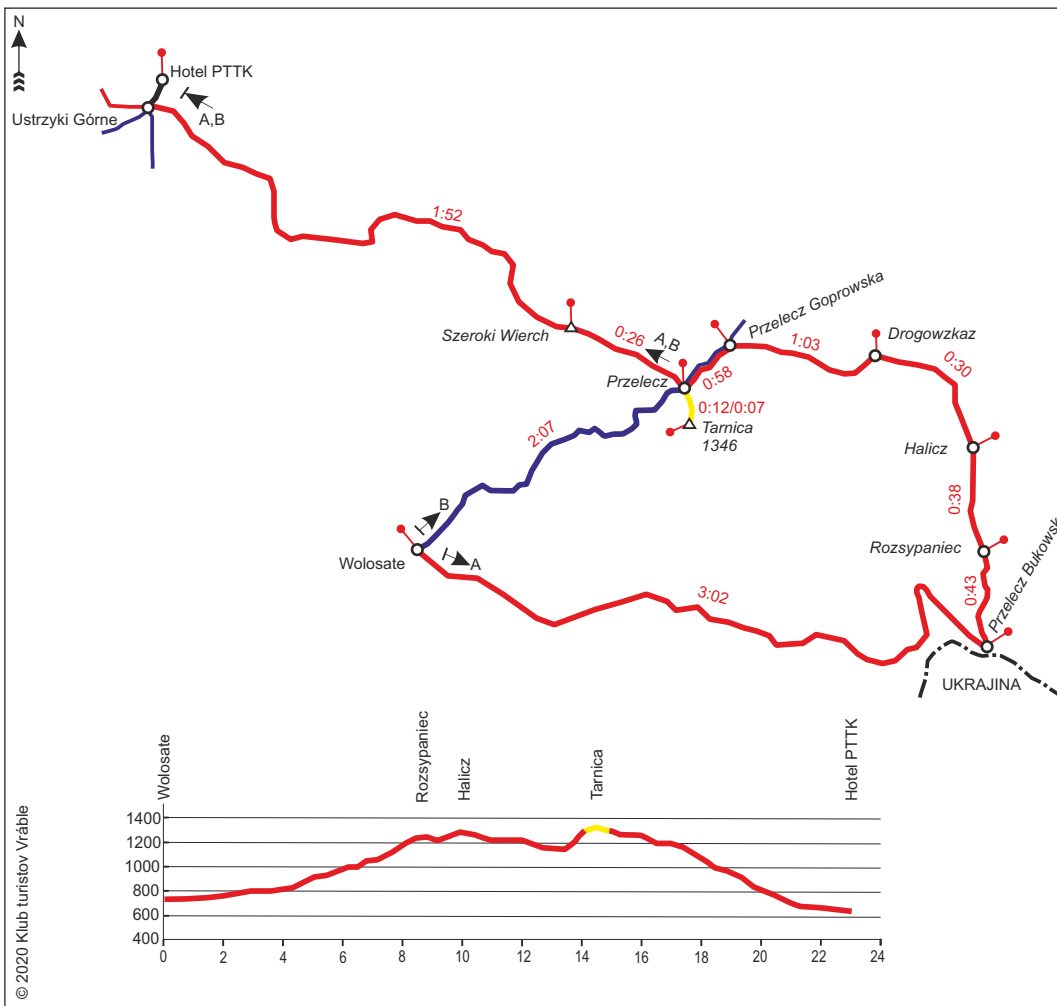 N
Hotel PTTK
Ustrzyki Górne
A,B
1:52
Szeroki Wierch
0:26
A,B
Przelecz Goprowska
1:03
Drogowzkaz
0:30
Przelecz
0:58
0:12/0:07
Tarnica
1346
2:07
Halicz
0:38
B
Wolosate
A
Rozsypaniec
0:43
Przelecz Bukowsk
3:02
UKRAJINA
Wolosate
Rozsypaniec
Halicz
Tarnica
Hotel PTTK
1400
1200
1000
800
600
400
0 2 4 6 8 10 12 14 16 18 20 22 24
© 2020 Klub turistov Vráble